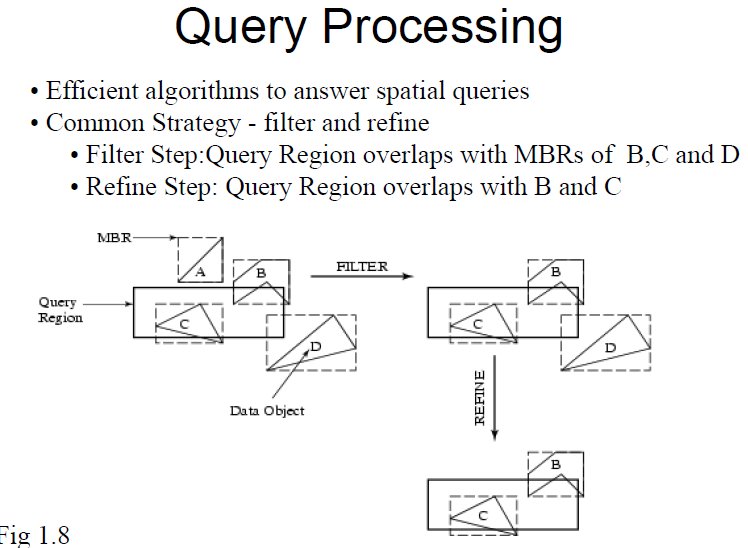 Query Processing
• Efficient algorithms to answer spatial queries
• Common Strategy - filter and refine
• Filter Step:Query Region overlaps with MBRs of B,C and D
• Refine Step: Query Region overlaps with B and C
MBR
A
B
FILTER
B
Query
Region
C
C
D
D
Data Object
REFINE
B
C
Fig 1.8